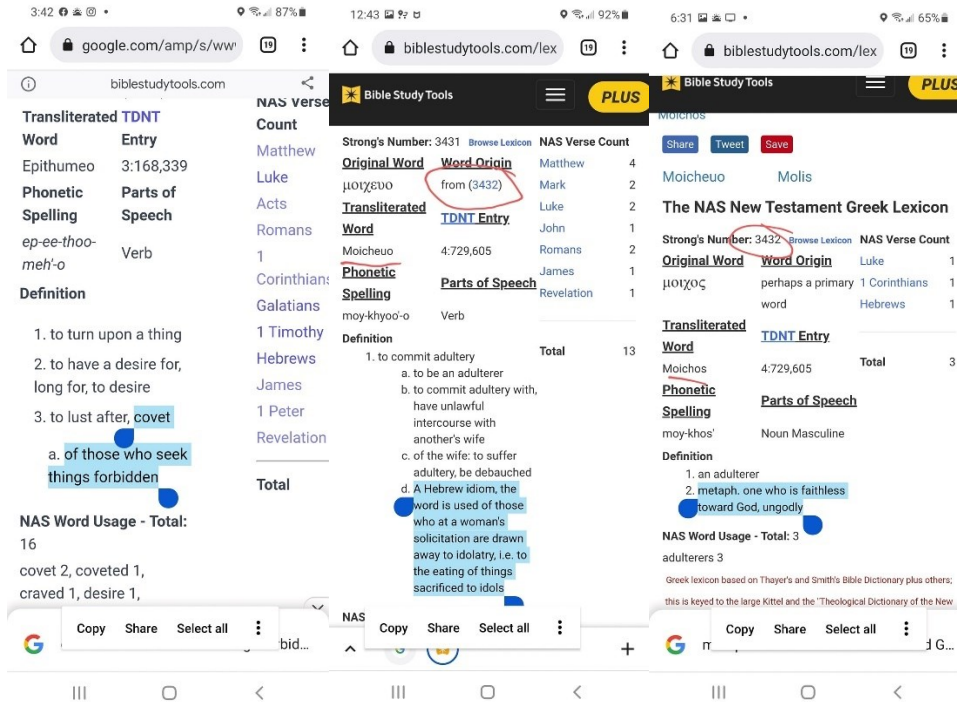 3:42
87%
google.com/amp/s/www
19
biblestudytools.com
Transliterated TDNT
Word Entry
Epithumeo 3:168,339
Phonetic Parts of
Spelling Speech
ep-ee-thoo-
meh'-o
Verb
Definition
1. to turn upon a thing
2. to have a desire for,
long for, to desire
3. to lust after, covet
a. of those who seek
things forbidden
NAS Word Usage - Total:
16
covet 2, coveted 1,
craved 1, desire 1,
NAS Verse
Count
Matthew
Luke
Acts
Romans
1
Corinthians
Galatians
1 Timothy
Hebrews
James
1 Peter
Revelation
Total
Copy Share Select all
bid...
12:43
92%
biblestudytools.com/lex
19
Bible Study Tools
PLUS
Strong's Number: 3431 Browse Lexicon
Original Word Word Origin
μοιχευο from (3432)
Transliterated
Word
TDNT Entry
Moicheuo 4:729,605
Phonetic
Spelling
Parts of Speech
moy-khyoo'-o Verb
Definition
1. to commit adultery
a. to be an adulterer
b. to commit adultery with,
have unlawful
intercourse with
another's wife
c. of the wife: to suffer
adultery, be debauched
d. A Hebrew idiom, the
word is used of those
who at a woman's
solicitation are drawn
away to idolatry, i.e. to
the eating of things
sacrificed to idols
NAS Verse Count
Matthew 4
Mark 2
Luke 2
John 1
Romans 2
James 1
Revelation 1
Total 13
NAS
Copy Share Select all
6:31
65%
biblestudytools.com/lex
19
Bible Study Tools
PLUS
Moichos
Share Tweet Save
Moicheuo Molis
The NAS New Testament Greek Lexicon
Strong's Number: 3432 Browse Lexicon
Original Word Word Origin
μοιχος perhaps a primary
word
Transliterated
Word
TDNT Entry
Moichos 4:729,605
Phonetic
Spelling
Parts of Speech
moy-khos' Noun Masculine
Definition
1. an adulterer
2. metaph. one who is faithless
toward God, ungodly
NAS Verse Count
Luke 1
1 Corinthians 1
Hebrews 1
Total 3
NAS Word Usage - Total: 3
adulterers 3
Greek lexicon based on Thayer's and Smith's Bible Dictionary plus others;
this is keyed to the large Kittel and the "Theological Dictionary of the New
Copy Share Select all
d G...